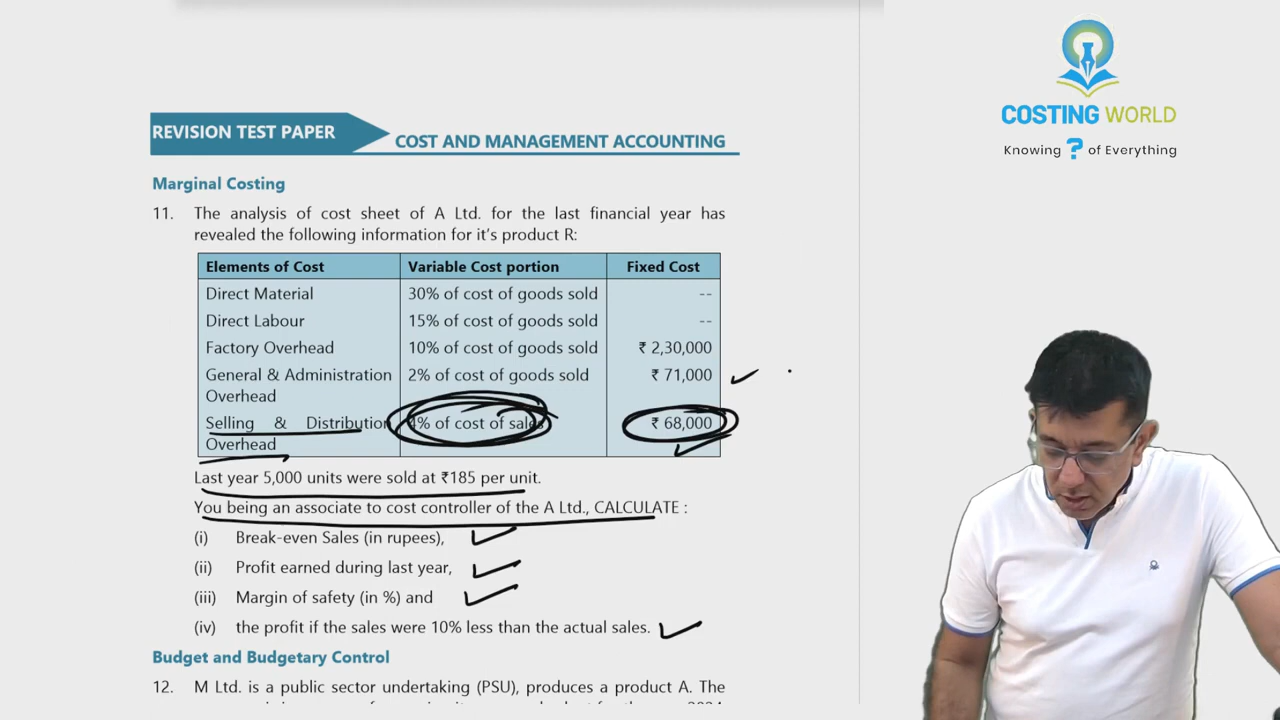 COSTING WORLD
Knowing ? of Everything
REVISION TEST PAPER
COST AND MANAGEMENT ACCOUNTING
Marginal Costing
11. The analysis of cost sheet of A Ltd. for the last financial year has
revealed the following information for it's product R:
Elements of Cost Variable Cost portion Fixed Cost
Direct Material 30% of cost of goods sold --
Direct Labour 15% of cost of goods sold --
Factory Overhead 10% of cost of goods sold ₹ 2,30,000
General & Administration 2% of cost of goods sold ₹ 71,000
Overhead
Selling & Distribution 4% of cost of sales ₹ 68,000
Overhead
Last year 5,000 units were sold at ₹185 per unit.
You being an associate to cost controller of the A Ltd., CALCULATE :
(i) Break-even Sales (in rupees),
(ii) Profit earned during last year,
(iii) Margin of safety (in %) and
(iv) the profit if the sales were 10% less than the actual sales.
Budget and Budgetary Control
12. M Ltd. is a public sector undertaking (PSU), produces a product A. The